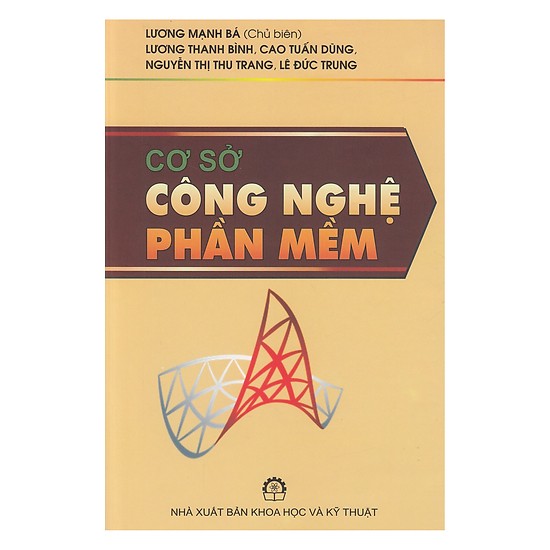 LƯƠNG MẠNH BÁ (Chủ biên)
LƯƠNG THANH BÌNH, CAO TUẤN DŨNG,
NGUYỄN THỊ THU TRANG, LÊ ĐỨC TRUNG
CƠ SỞ
CÔNG NGHỆ
PHẦN MỀM
NHÀ XUẤT BẢN KHOA HỌC VÀ KỸ THUẬT